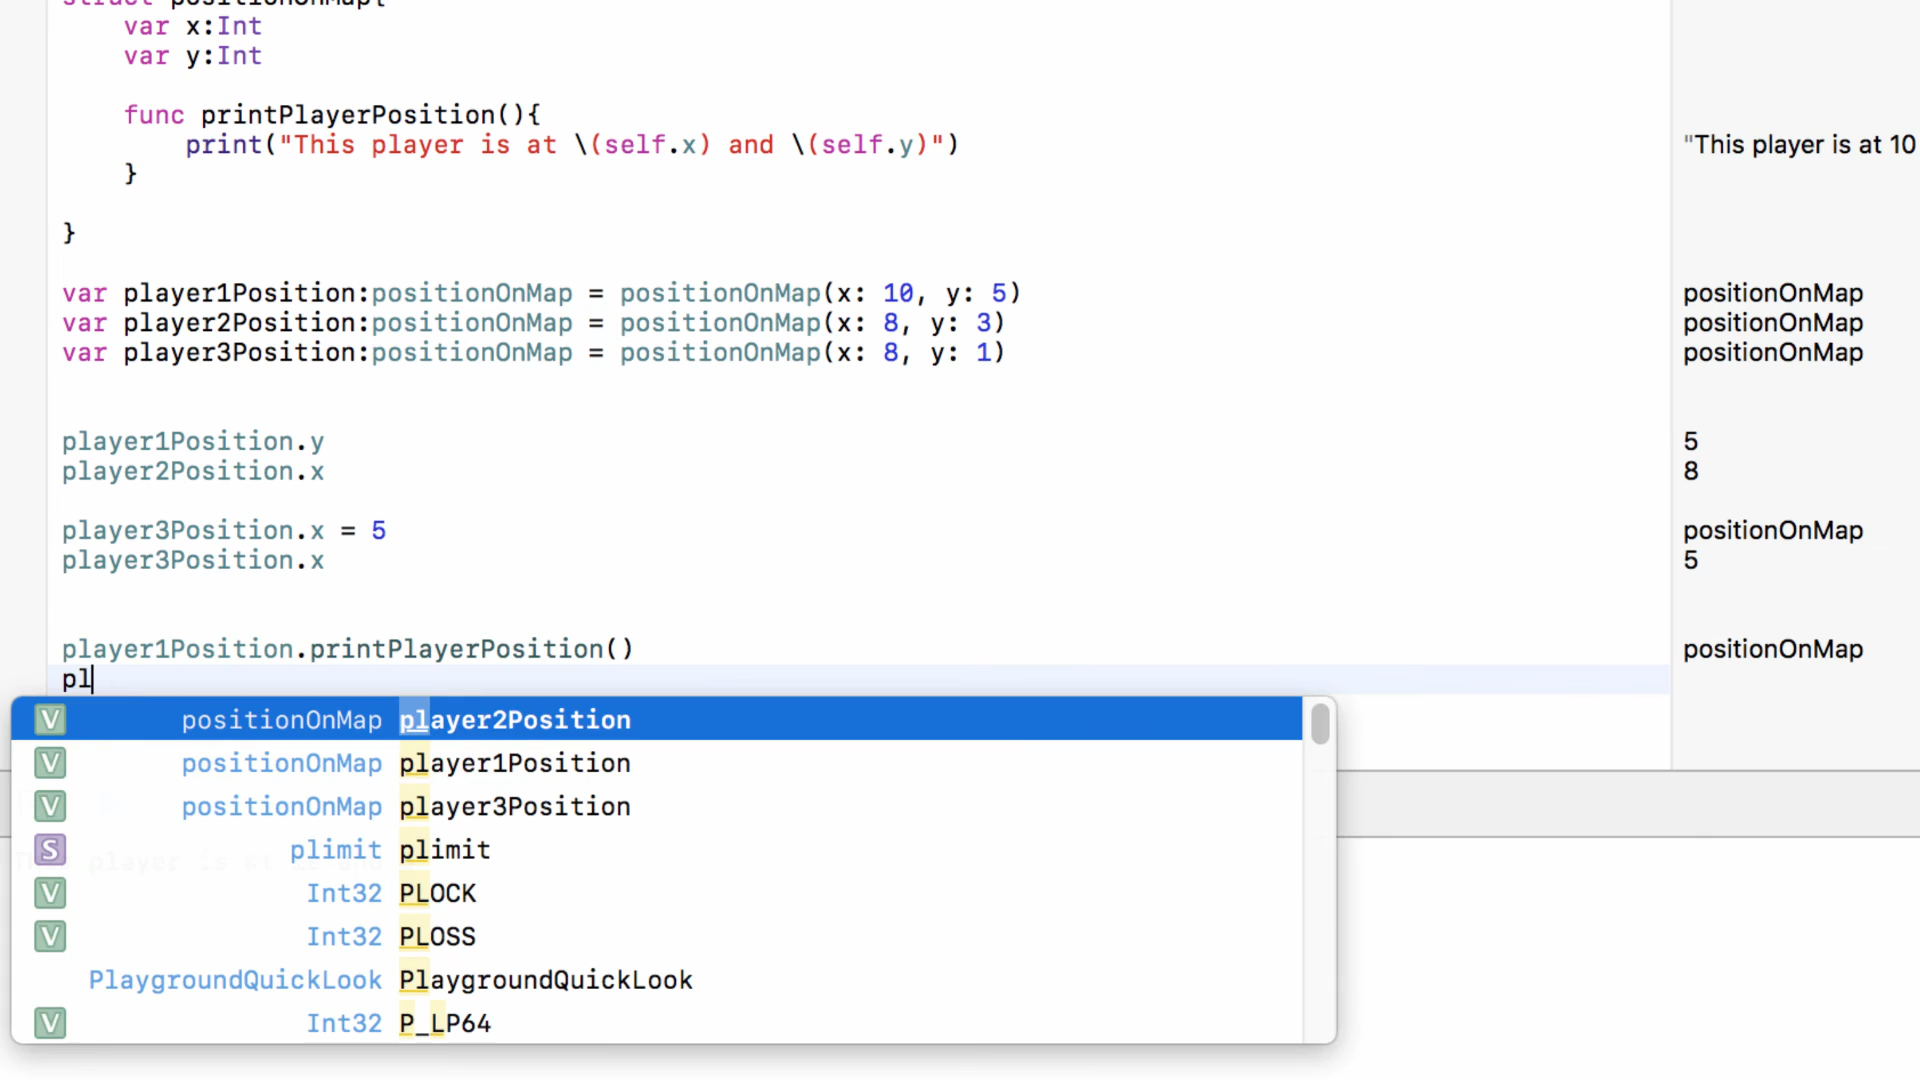 struct positionOnMap{
var x:Int
var y:Int
func printPlayerPosition(){
print("This player is at \(self.x) and \(self.y)")
"This player is at 10
}
}
var player1Position:positionOnMap = positionOnMap(x: 10, y: 5)
positionOnMap
var player2Position:positionOnMap = positionOnMap(x: 8, y: 3)
positionOnMap
var player3Position:positionOnMap = positionOnMap(x: 8, y: 1)
positionOnMap
player1Position.y
5
player2Position.x
8
player3Position.x = 5
positionOnMap
player3Position.x
5
player1Position.printPlayerPosition()
positionOnMap
pl
V positionOnMap player2Position
V positionOnMap player1Position
V positionOnMap player3Position
S plimit plimit
V Int32 PLOCK
V Int32 PLOSS
PlaygroundQuickLook PlaygroundQuickLook
V Int32 P_LP64